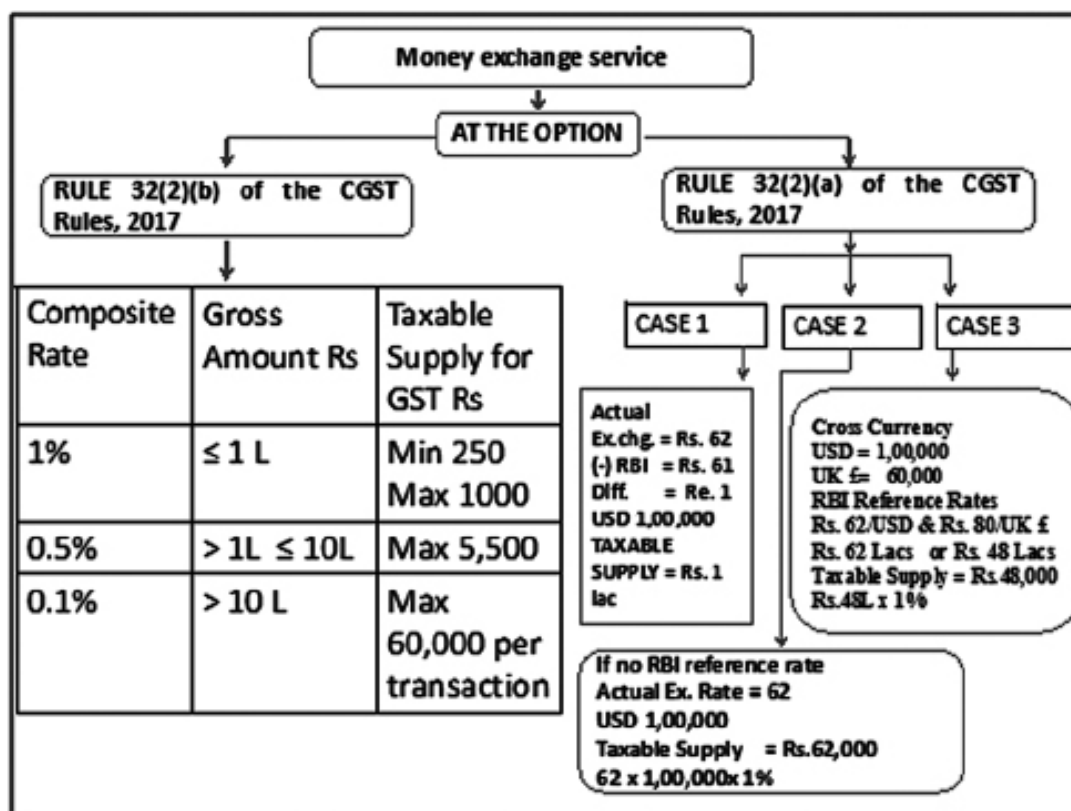 Money exchange service
AT THE OPTION
RULE 32(2)(b) of the CGST
Rules, 2017
Composite Rate
Gross Amount Rs
Taxable Supply for GST Rs
1%
≤ 1 L
Min 250
Max 1000
0.5%
> 1L ≤ 10L
Max 5,500
0.1%
> 10 L
Max
60,000 per
transaction
RULE 32(2)(a) of the CGST
Rules, 2017
CASE 1
CASE 2
CASE 3
Actual
Ex.chg. = Rs. 62
(-) RBI = Rs. 61
Diff. = Re. 1
USD 1,00,000
TAXABLE
SUPPLY = Rs. 1
lac
If no RBI reference rate
Actual Ex. Rate = 62
USD 1,00,000
Taxable Supply = Rs.62,000
62 x 1,00,000x 1%
Cross Currency
USD = 1,00,000
UK £= 60,000
RBI Reference Rates
Rs. 62/USD & Rs. 80/UK £
Rs. 62 Lacs or Rs. 48 Lacs
Taxable Supply = Rs.48,000
Rs.48L x 1%